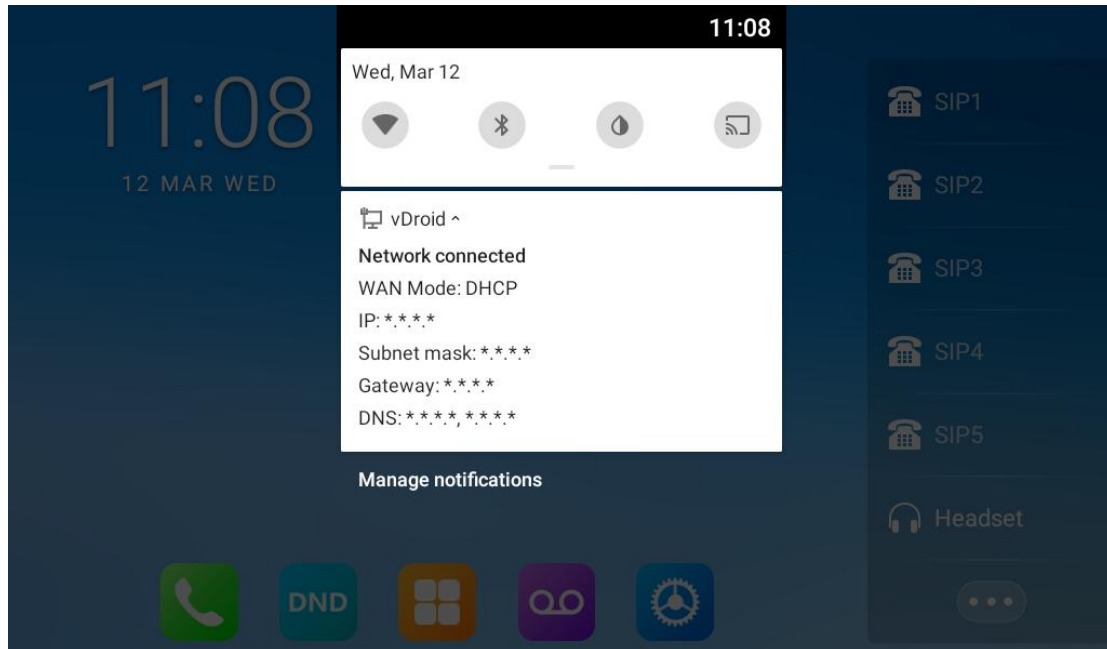 11:08
Wed, Mar 12
vDroid
Network connected
WAN Mode: DHCP
IP: *.*.*.*
Subnet mask: *.*.*.*
Gateway: *.*.*.*
DNS: *.*.*.*, *.*.*.*
Manage notifications
11:08
12 MAR WED
SIP1
SIP2
SIP3
SIP4
SIP5
Headset
DND